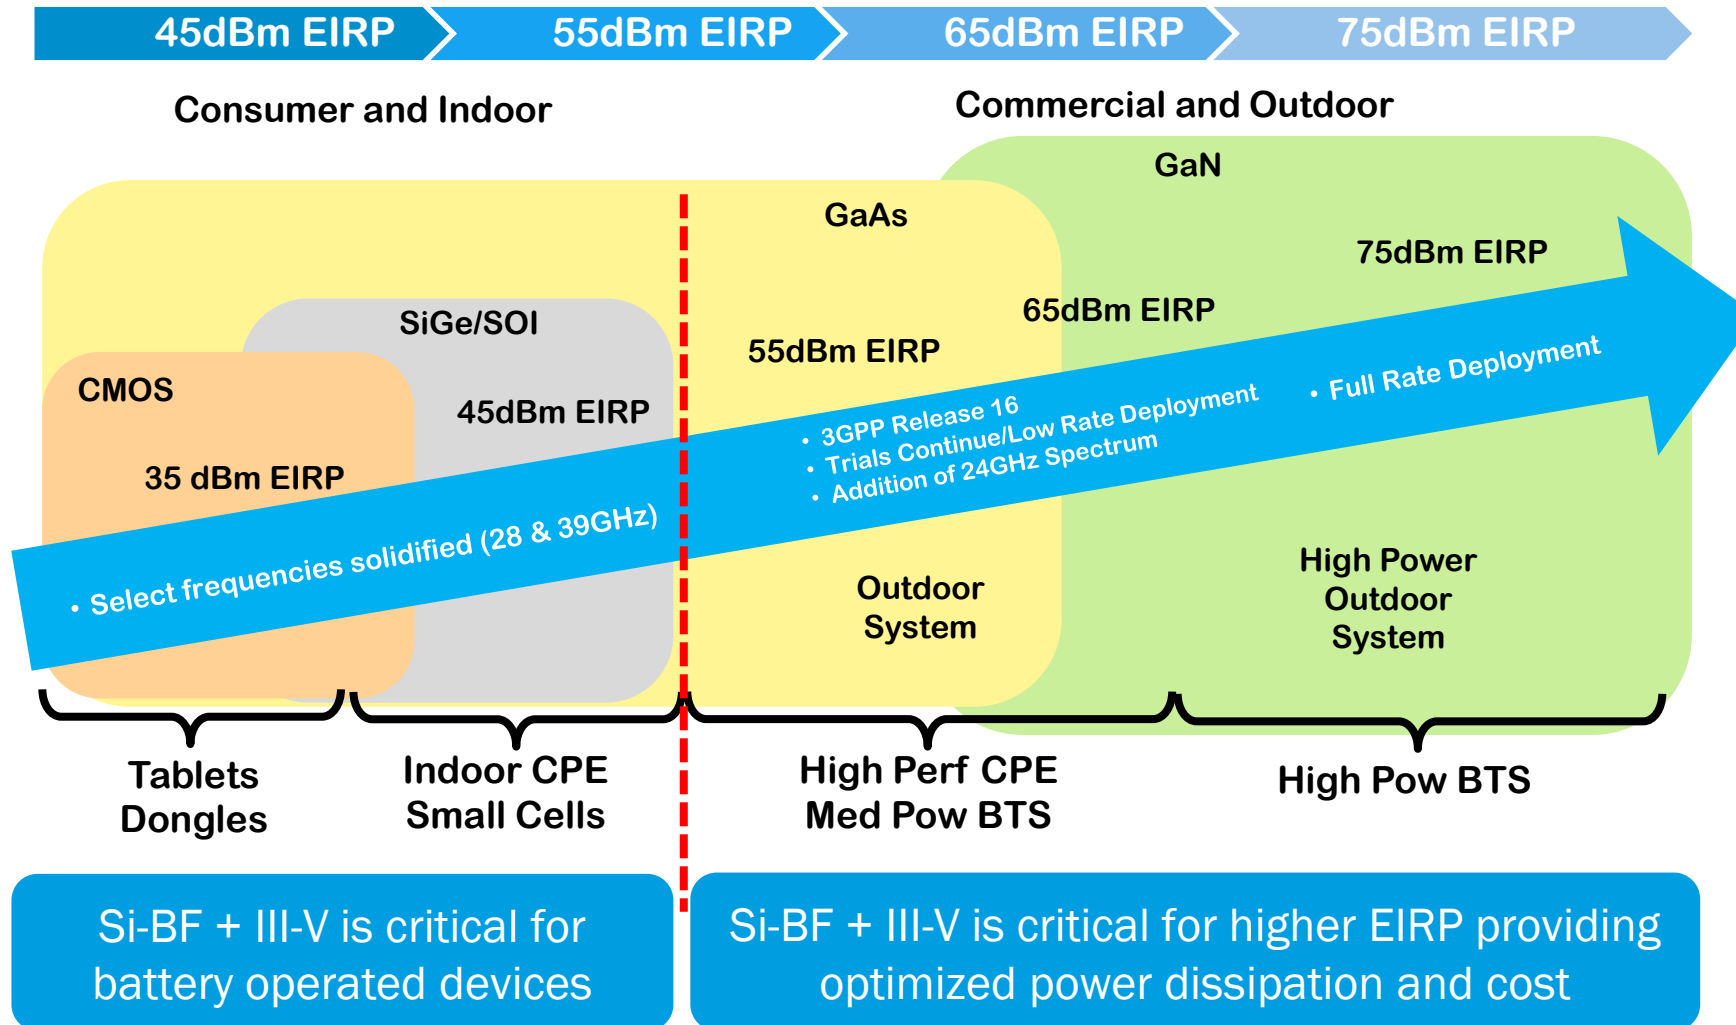 45dBm EIRP
55dBm EIRP
65dBm EIRP
75dBm EIRP
Consumer and Indoor
Commercial and Outdoor
GaN
GaAs
75dBm EIRP
65dBm EIRP
SiGe/SOI
55dBm EIRP
CMOS
45dBm EIRP
35 dBm EIRP
• Select frequencies solidified (28 & 39GHz)
• 3GPP Release 16
• Trials Continue/Low Rate Deployment
• Addition of 24GHz Spectrum
• Full Rate Deployment
Outdoor
System
High Power
Outdoor
System
Tablets
Dongles
Indoor CPE
Small Cells
High Perf CPE
Med Pow BTS
High Pow BTS
Si-BF + III-V is critical for
battery operated devices
Si-BF + III-V is critical for higher EIRP providing
optimized power dissipation and cost